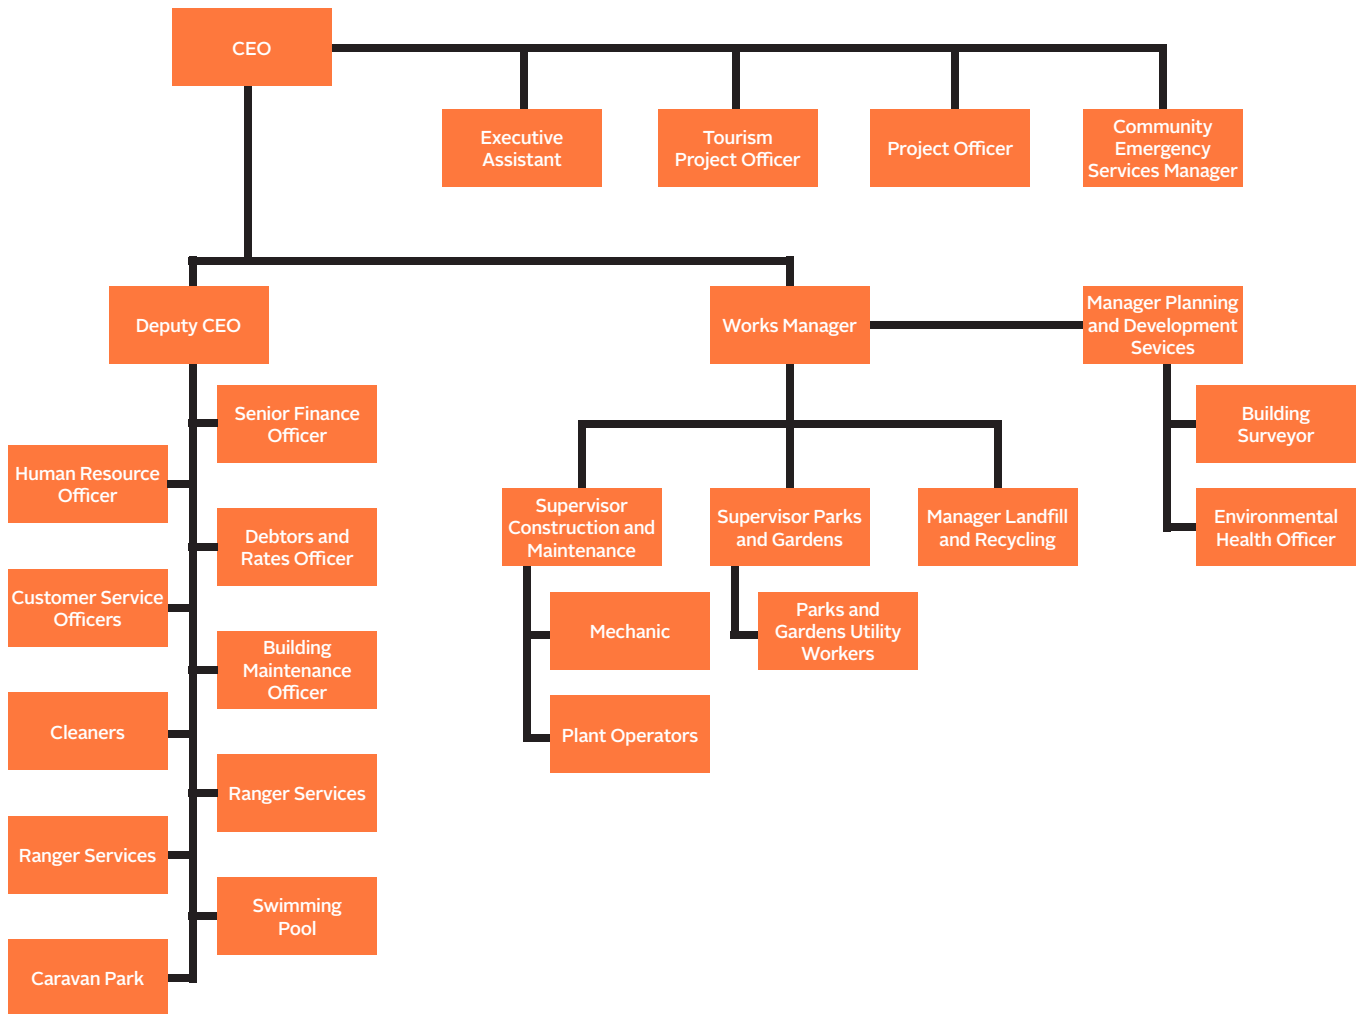 CEO
Executive
Assistant
Tourism
Project Officer
Project Officer
Community
Emergency
Services Manager
Deputy CEO
Works Manager
Manager Planning
and Development
Sevices
Senior Finance
Officer
Building
Surveyor
Human Resource
Officer
Supervisor
Construction and
Maintenance
Supervisor Parks
and Gardens
Manager Landfill
and Recycling
Environmental
Health Officer
Debtors and
Rates Officer
Customer Service
Officers
Mechanic
Parks and
Gardens Utility
Workers
Building
Maintenance
Officer
Cleaners
Plant Operators
Ranger Services
Ranger Services
Swimming
Pool
Caravan Park